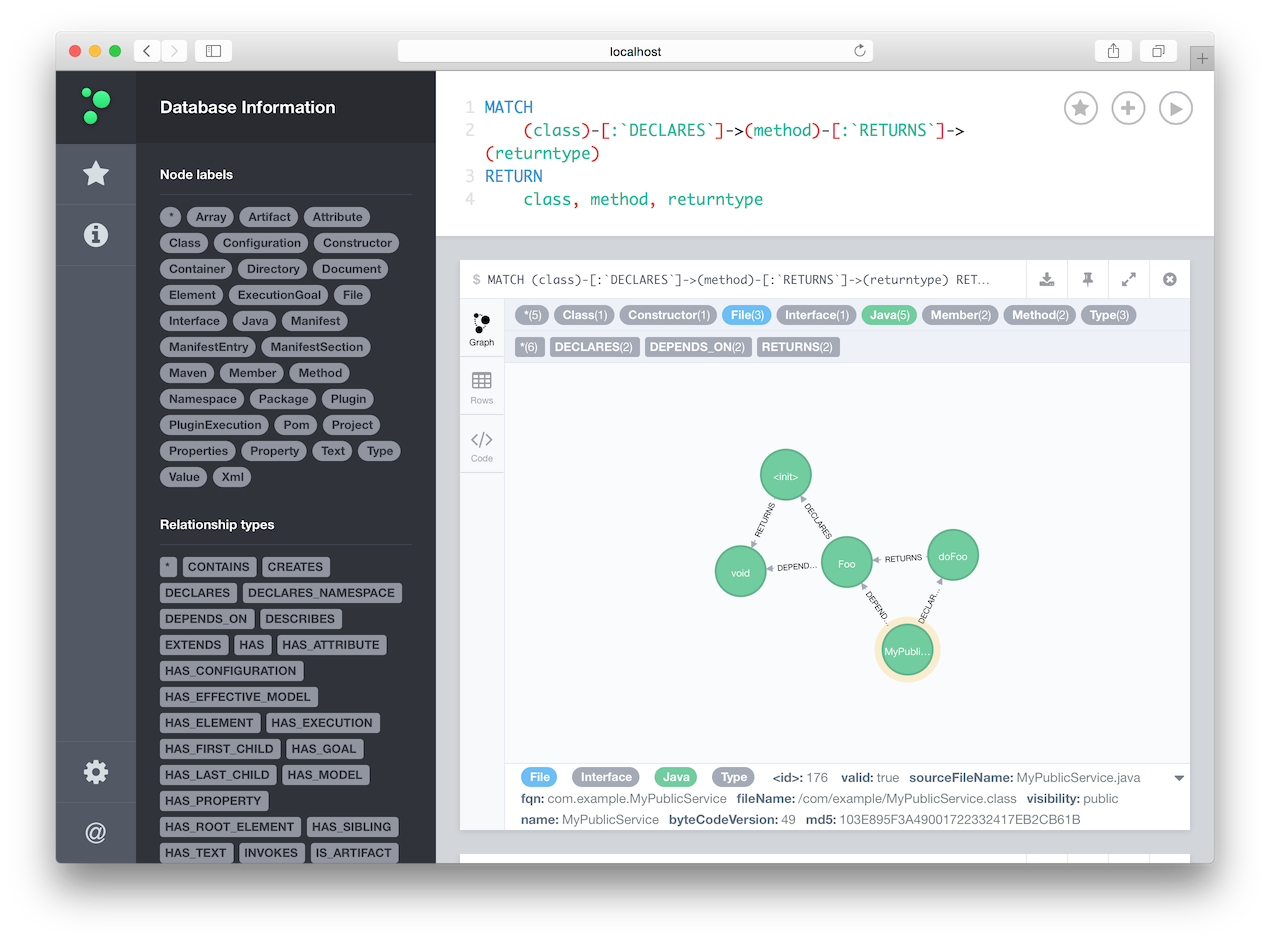 localhost
Database Information
Node labels
* Array Artifact Attribute
Class Configuration Constructor
Container Directory Document
Element ExecutionGoal File
Interface Java Manifest
ManifestEntry ManifestSection
Maven Member Method
Namespace Package Plugin
PluginExecution Pom Project
Properties Property Text Type
Value Xml
Relationship types
* CONTAINS CREATES
DECLARES DECLARES_NAMESPACE
DEPENDS_ON DESCRIBES
EXTENDS HAS HAS_ATTRIBUTE
HAS_CONFIGURATION
HAS_EFFECTIVE_MODEL
HAS_ELEMENT HAS_EXECUTION
HAS_FIRST_CHILD HAS_GOAL
HAS_LAST_CHILD HAS_MODEL
HAS_PROPERTY
HAS_ROOT_ELEMENT HAS_SIBLING
HAS_TEXT INVOKES IS_ARTIFACT
1 MATCH
2 (class)-[:`DECLARES`]->(method)-[:`RETURNS`]->
(returntype)
3 RETURN
4 class, method, returntype
$ MATCH (class)-[:`DECLARES`]->(method)-[:`RETURNS`]->(returntype) RET…
Graph
Rows
Code
*(5) Class(1) Constructor(1) File(3) Interface(1) Java(5) Member(2) Method(2) Type(3)
*(6) DECLARES(2) DEPENDS_ON(2) RETURNS(2)
<init>
RETURNS
DECLARES
void
DEPEND…
Foo
RETURNS
doFoo
DEPEND…
DECLAR…
MyPubli…
File Interface Java Type <id>: 176 valid: true sourceFileName: MyPublicService.java
fqn: com.example.MyPublicService fileName: /com/example/MyPublicService.class visibility: public
name: MyPublicService byteCodeVersion: 49 md5: 103E895F3A49001722332417EB2CB61B